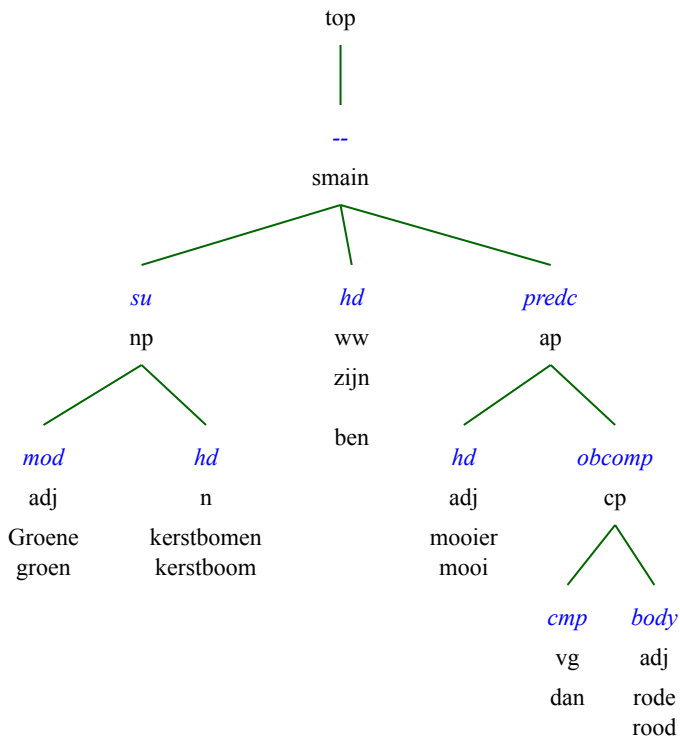 top
--
smain
su hd predc
np ww ap
zijn
ben
mod hd hd obcomp
adj n adj cp
Groene kerstbomen mooier
groen kerstboom mooi
cmp body
vg adj
dan rode
rood